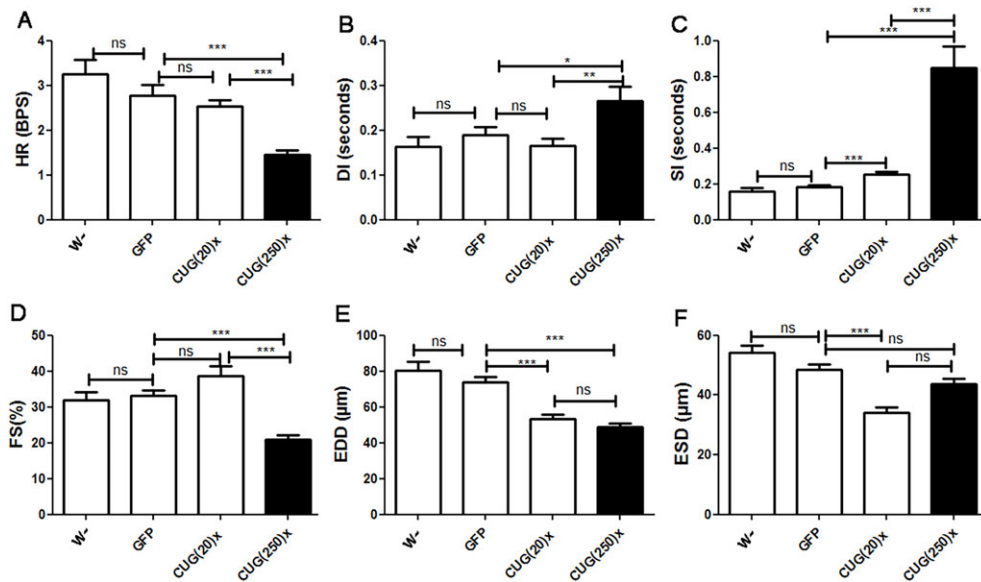 A
HR (BPS)
4
3
2
1
0
ns
***
ns
***
W-
GFP
CUG(20)x
CUG(250)x
B
DI (seconds)
0.4
0.3
0.2
0.1
0.0
ns
*
**
ns
W-
GFP
CUG(20)x
CUG(250)x
C
SI (seconds)
1.0
0.8
0.6
0.4
0.2
0.0
***
***
ns
***
W-
GFP
CUG(20)x
CUG(250)x
D
FS(%)
50
40
30
20
10
0
ns
***
ns
***
W-
GFP
CUG(20)x
CUG(250)x
E
EDD (µm)
100
80
60
40
20
0
ns
***
***
ns
W-
GFP
CUG(20)x
CUG(250)x
F
ESD (µm)
60
40
20
0
ns
***
ns
ns
W-
GFP
CUG(20)x
CUG(250)x